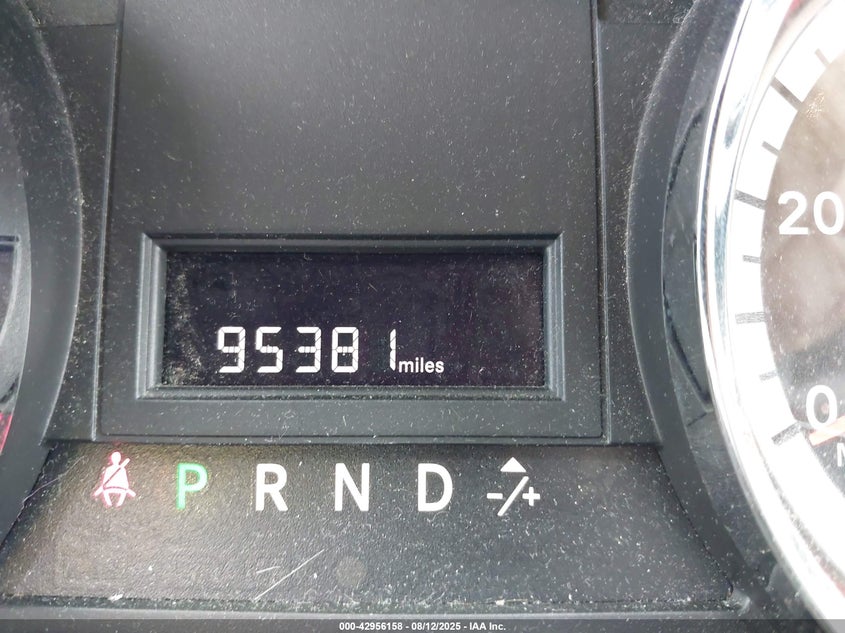 20
95381 miles
0
P R N D -/+
000-42956158 - 08/12/2025 - IAA Inc.